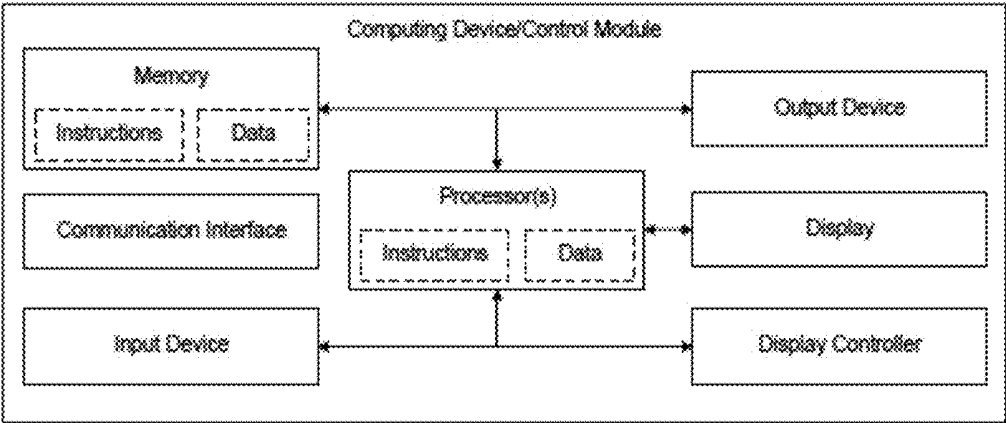 Computing Device/Control Module
Memory
Instructions
Data
Output Device
Processor(s)
Instructions
Data
Communication Interface
Display
Input Device
Display Controller